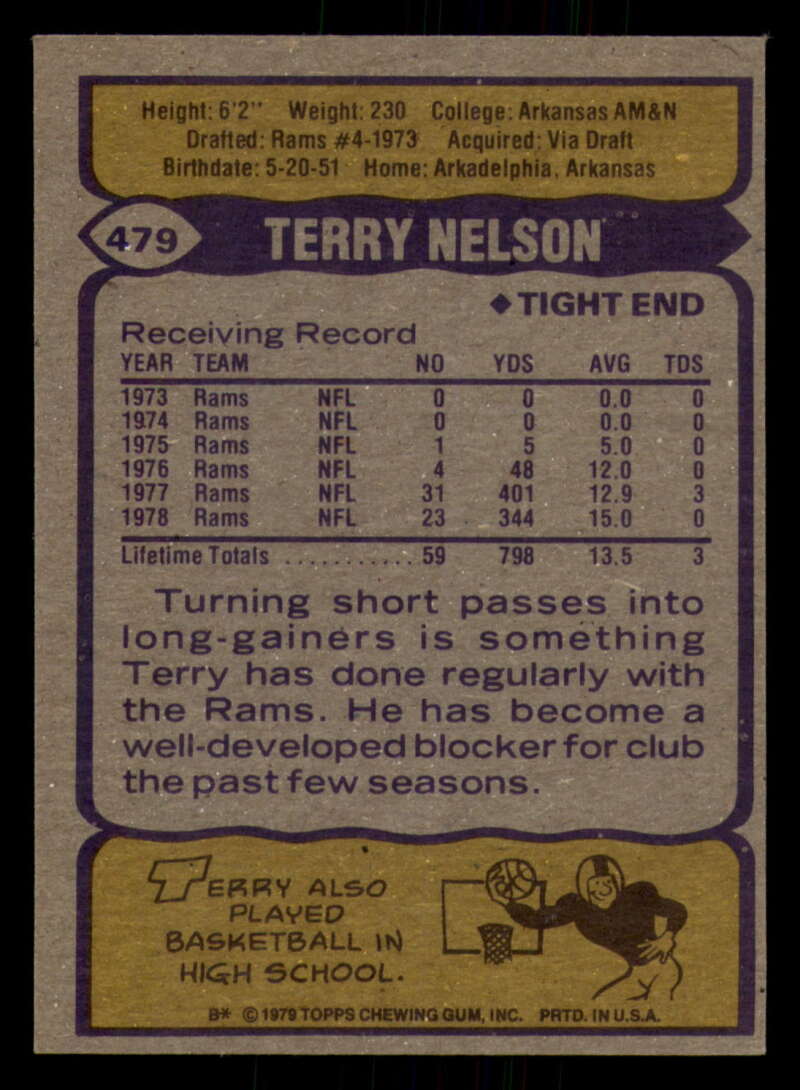 Height: 6'2" Weight: 230 College: Arkansas AM&N
Drafted: Rams #4-1973 Acquired: Via Draft
Birthdate: 5-20-51 Home: Arkadelphia, Arkansas
479 TERRY NELSON
◆TIGHT END
Receiving Record
YEAR TEAM NO YDS AVG TDS
1973 Rams NFL 0 0 0.0 0
1974 Rams NFL 0 0 0.0 0
1975 Rams NFL 1 5 5.0 0
1976 Rams NFL 4 48 12.0 0
1977 Rams NFL 31 401 12.9 3
1978 Rams NFL 23 344 15.0 0
Lifetime Totals ........... 59 798 13.5 3
Turning short passes into
long-gainers is something
Terry has done regularly with
the Rams. He has become a
well-developed blocker for club
the past few seasons.
TERRY ALSO
PLAYED
BASKETBALL IN
HIGH SCHOOL.
B* © 1979 TOPPS CHEWING GUM, INC. PRTD. IN U.S.A.